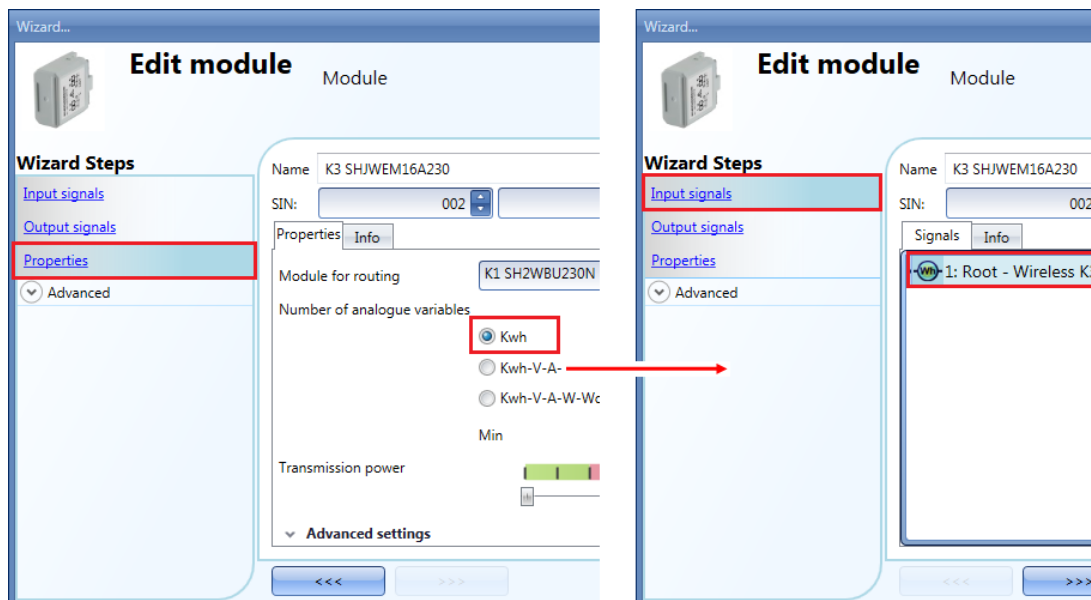 Wizard...
Edit module
Module
Wizard Steps
Input signals
Output signals
Properties
Advanced
Name K3 SHJWEM16A230
SIN: 002
Properties Info
Module for routing K1 SH2WBU230N
Number of analogue variables
Kwh
Kwh-V-A-
Kwh-V-A-W-
Min
Transmission power
Advanced settings
<<< >>>
Wizard...
Edit module
Module
Wizard Steps
Input signals
Output signals
Properties
Advanced
Name K3 SHJWEM16A230
SIN: 002
Signals Info
Wh 1: Root - Wireless
<<< >>>